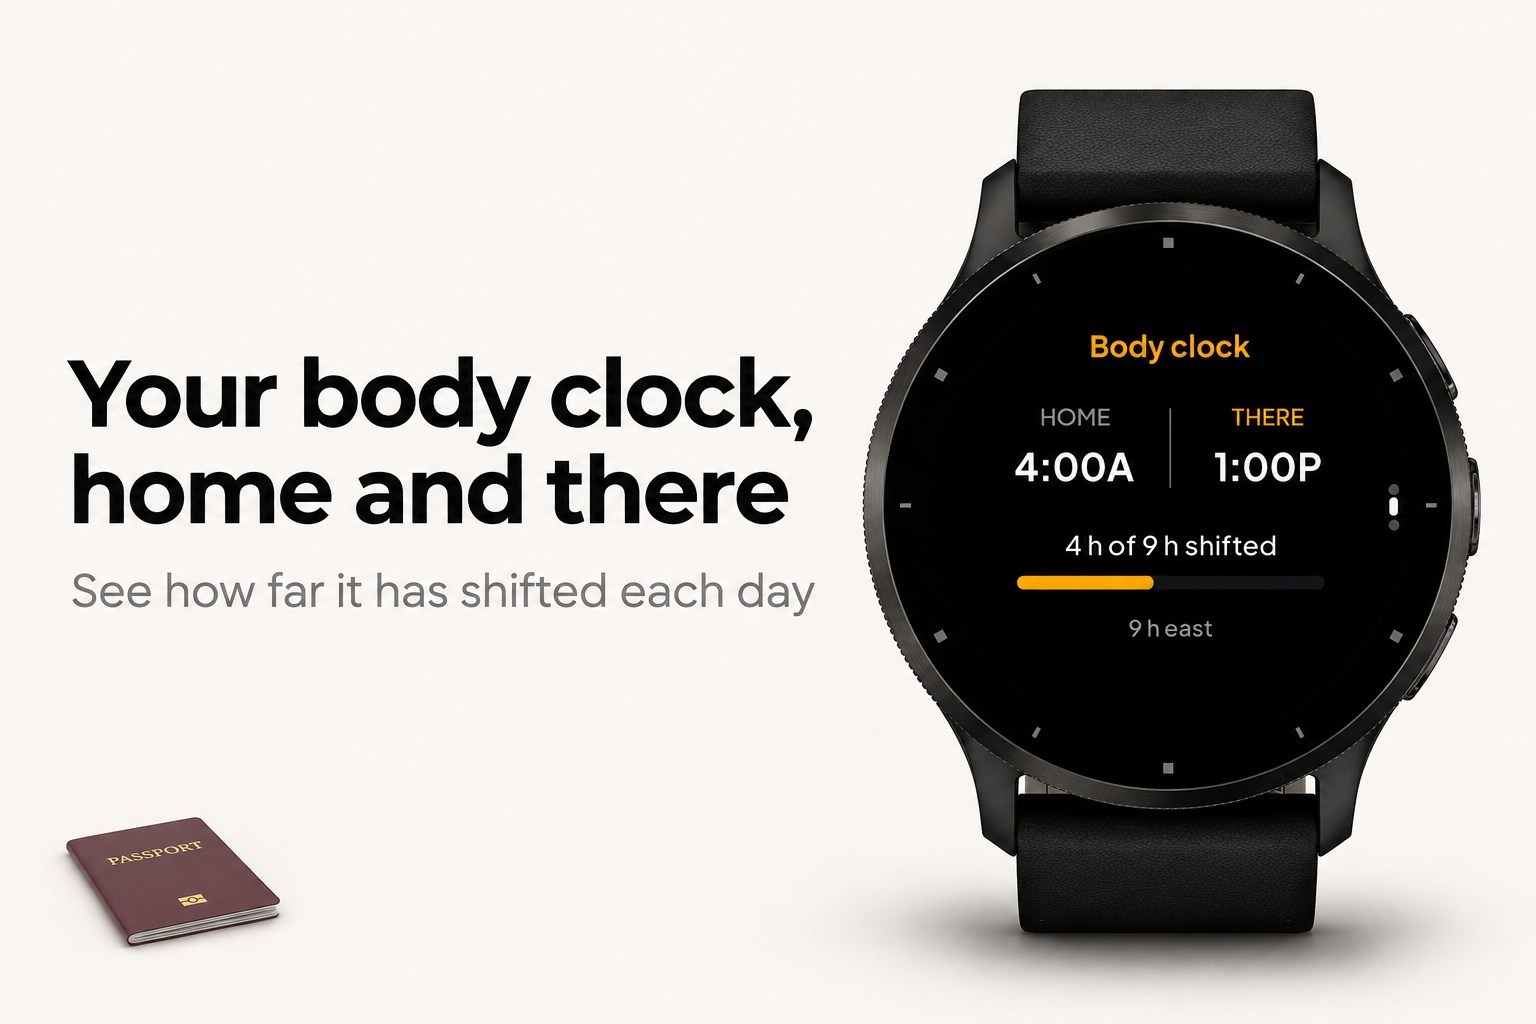 Your body clock,
home and there
See how far it has shifted each day
Body clock
HOME THERE
4:00A 1:00P
4 h of 9 h shifted
9 h east
PASSPORT